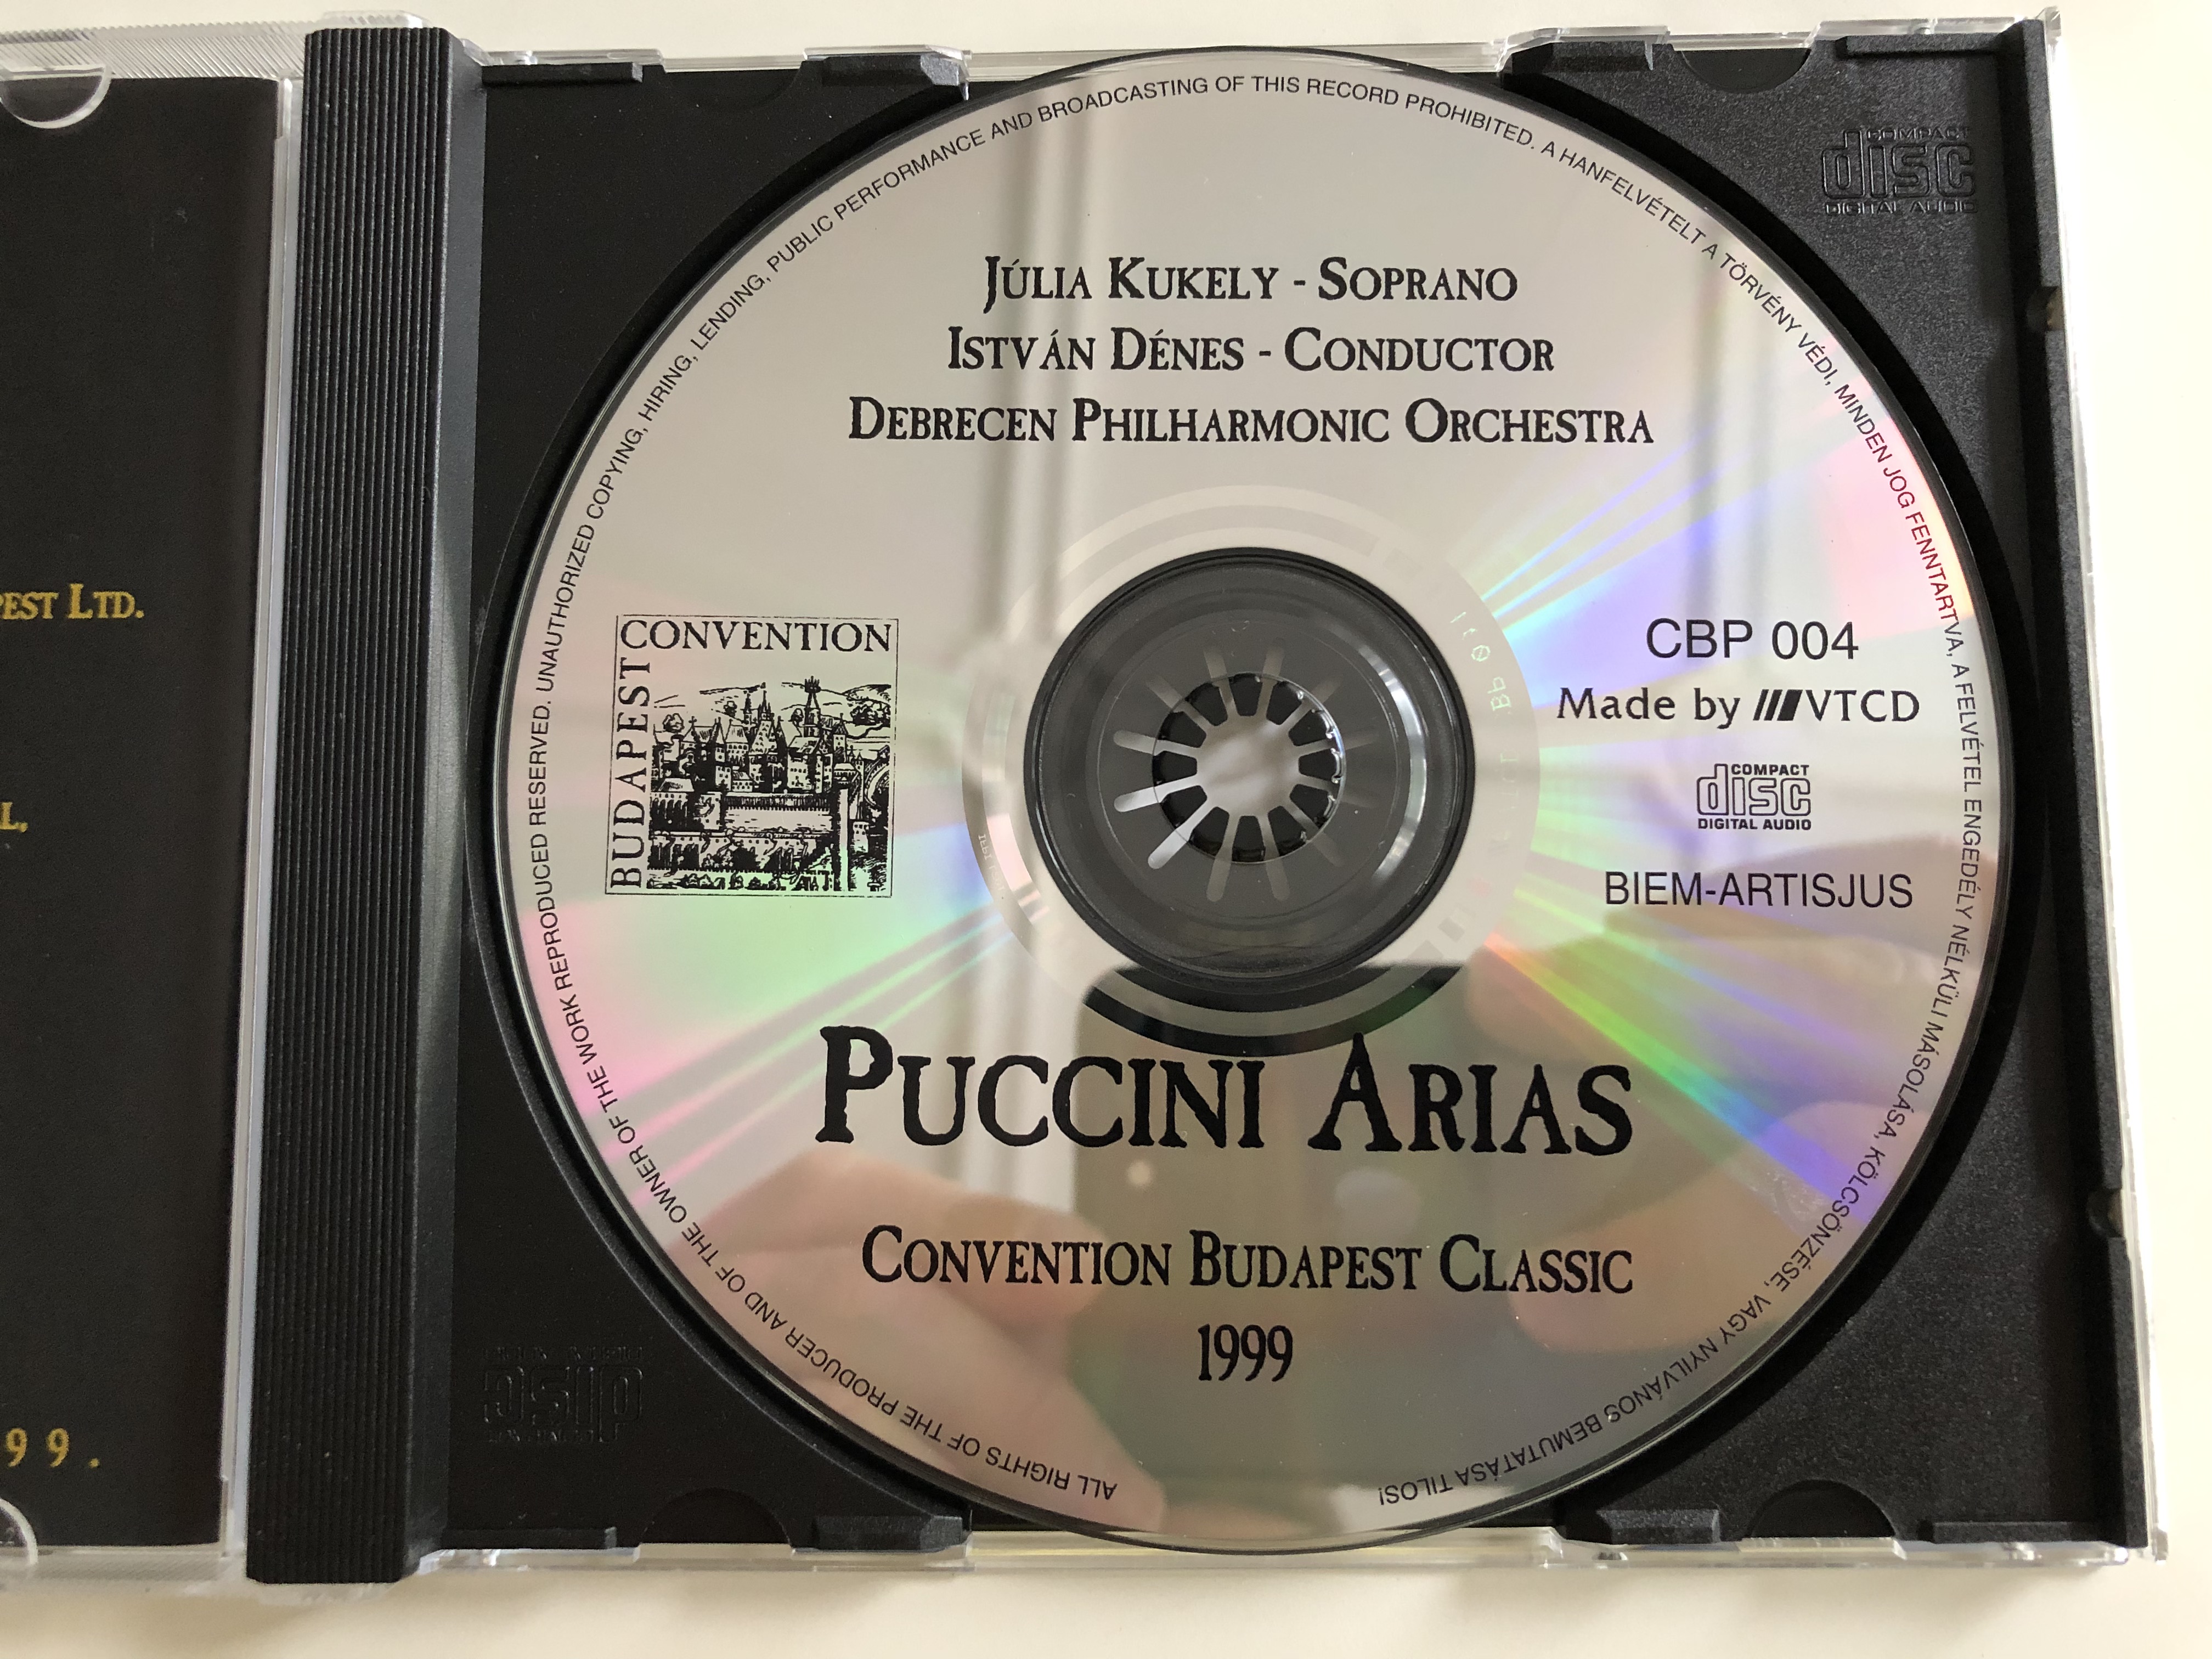 PEST LTD.
L,
99.
COMPACT
disc
DIGITAL AUDIO
JÚLIA KUKELY - SOPRANO
ISTVÁN DÉNES - CONDUCTOR
DEBRECEN PHILHARMONIC ORCHESTRA
CONVENTION
BUDAPEST
CBP 004
Made by VTCD
COMPACT
disc
DIGITAL AUDIO
BIEM-ARTISJUS
PUCCINI ARIAS
CONVENTION BUDAPEST CLASSIC
1999
ALL RIGHTS OF THE PRODUCER AND OF THE OWNER OF THE WORK REPRODUCED RESERVED. UNAUTHORIZED COPYING, HIRING, LENDING, PUBLIC PERFORMANCE AND BROADCASTING OF THIS RECORD PROHIBITED. A HANFELVÉTELT A TÖRVÉNY VÉDI, MINDEN JOG FENNTARTVA, A FELVÉTEL ENGEDÉLY NÉLKÜLI MÁSOLÁSA, KÖLCSÖNZÉSE, VAGY NYILVÁNOS BEMUTATÁSA TILOS!
disc